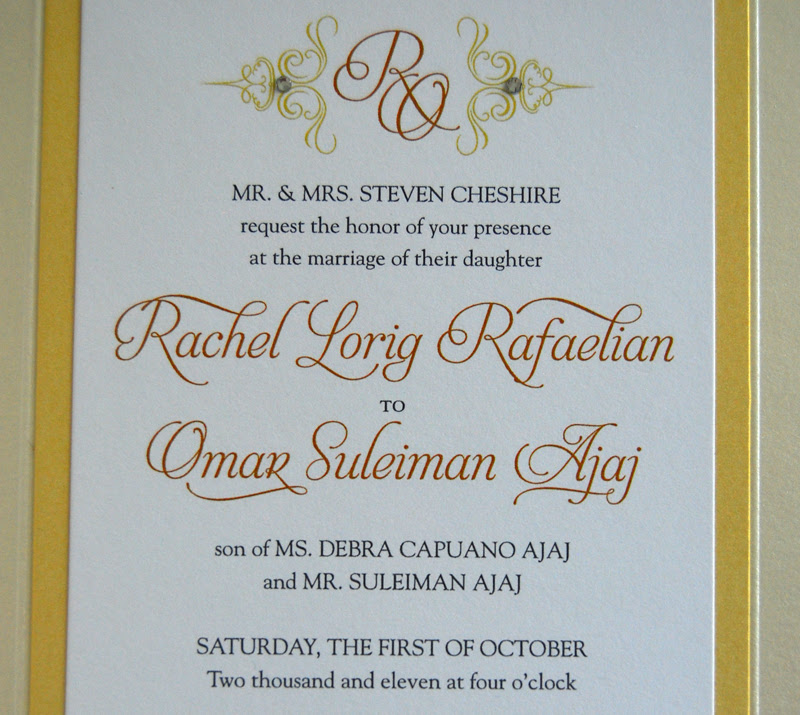 RO
MR. & MRS. STEVEN CHESHIRE
request the honor of your presence
at the marriage of their daughter
Rachel Lorig Rafaelian
TO
Omar Suleiman Ajaj
son of MS. DEBRA CAPUANO AJAJ
and MR. SULEIMAN AJAJ
SATURDAY, THE FIRST OF OCTOBER
Two thousand and eleven at four o'clock